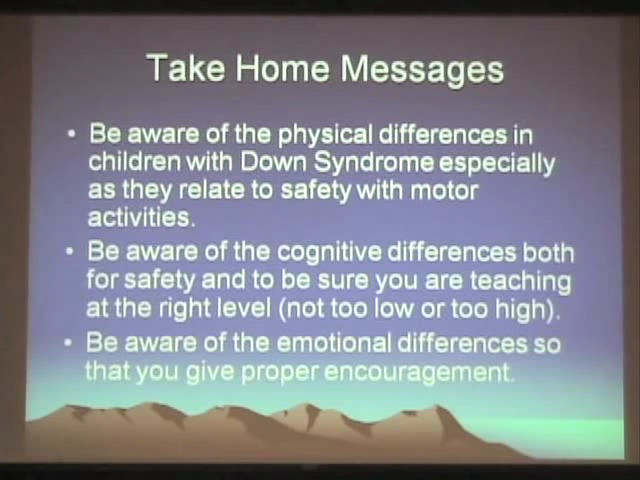 Take Home Messages
• Be aware of the physical differences in
children with Down Syndrome especially
as they relate to safety with motor
activities.
• Be aware of the cognitive differences both
for safety and to be sure you are teaching
at the right level (not too low or too high).
• Be aware of the emotional differences so
that you give proper encouragement.